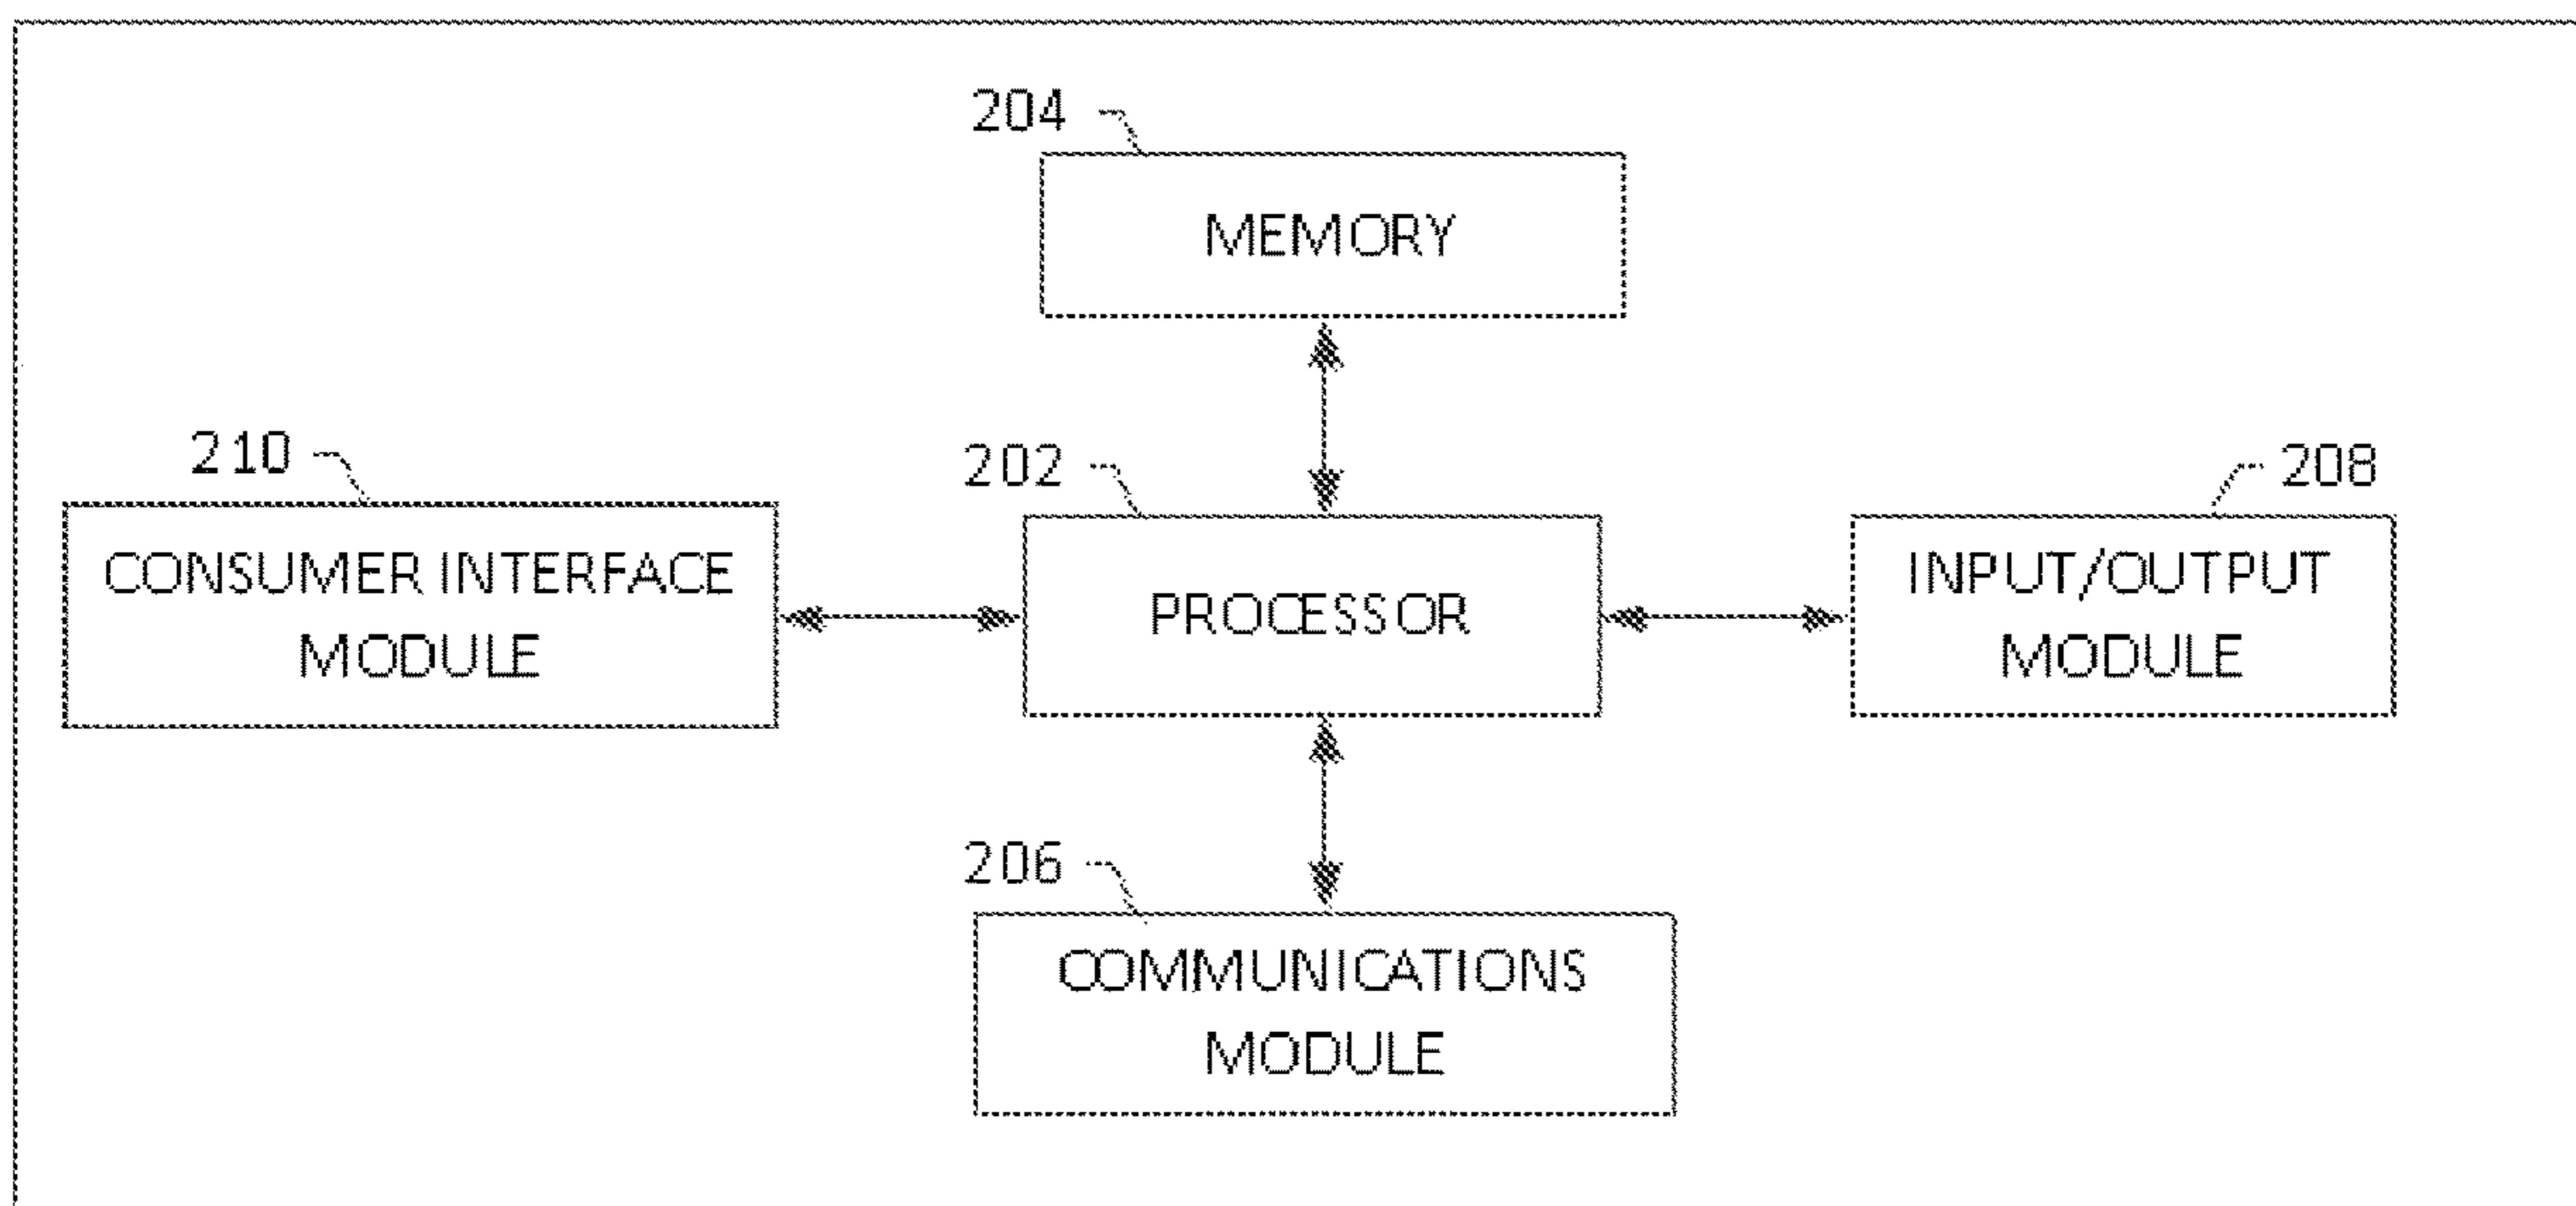 204
MEMORY
210
202
208
CONSUMER INTERFACE
MODULE
PROCESSOR
INPUT/OUTPUT
MODULE
206
COMMUNICATIONS
MODULE